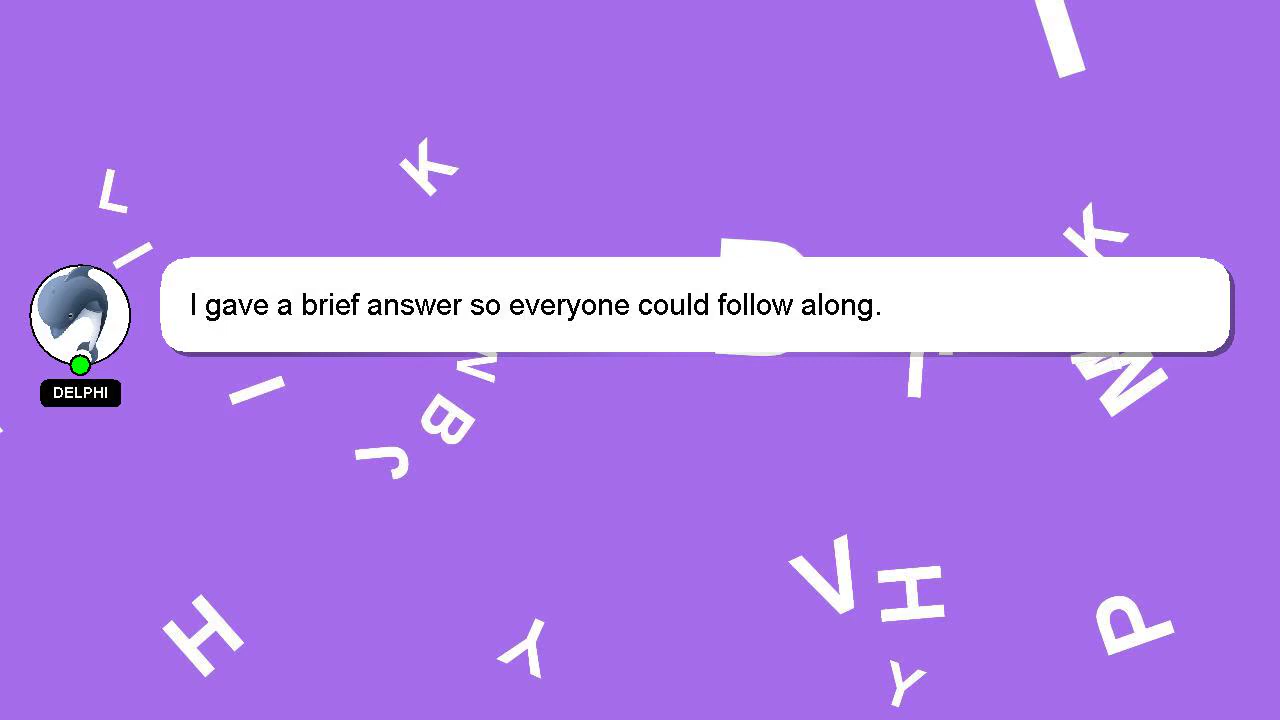 I gave a brief answer so everyone could follow along.
DELPHI
L
K
I
K
I
N
B
J
M
V
H
H
Y
P
Y